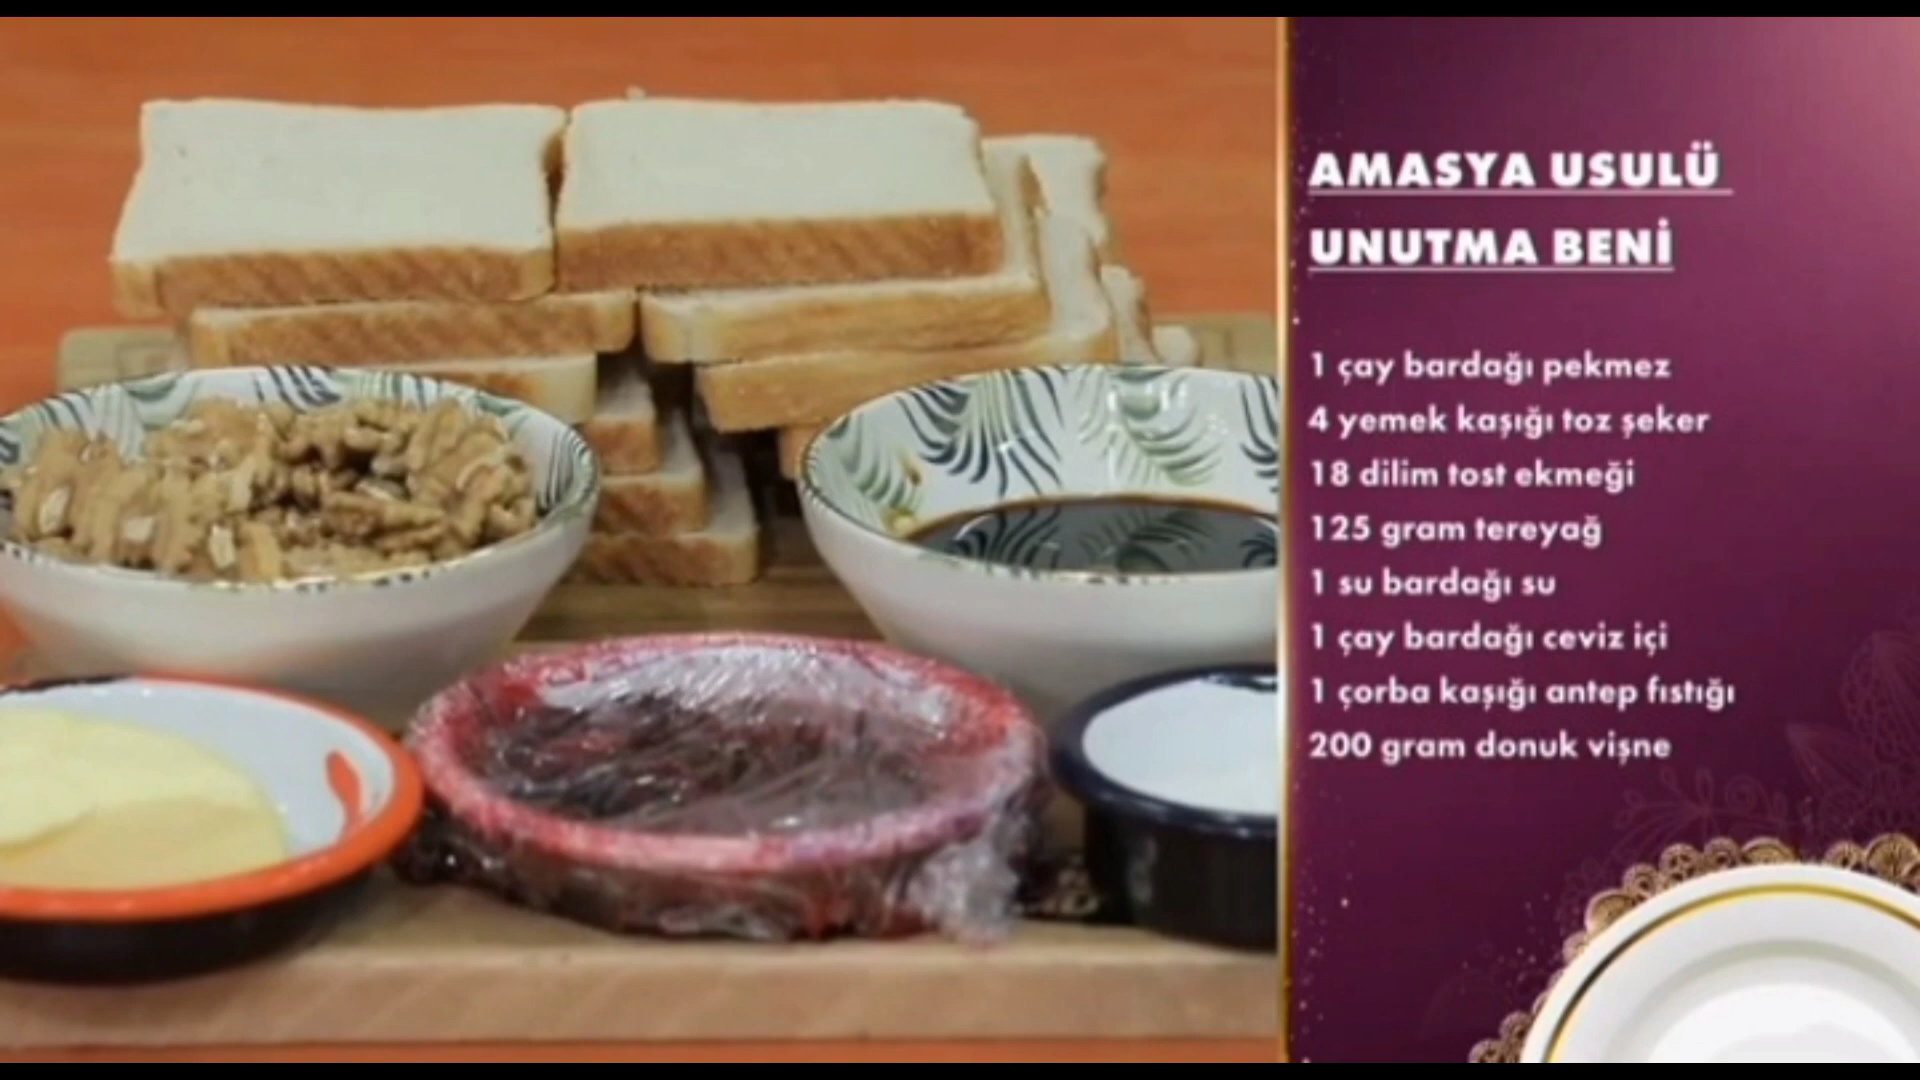 AMASYA USULÜ
UNUTMA BENİ
1 çay bardağı pekmez
4 yemek kaşığı toz şeker
18 dilim tost ekmeği
125 gram tereyağ
1 su bardağı su
1 çay bardağı ceviz içi
1 çorba kaşığı antep fıstığı
200 gram donuk vişne